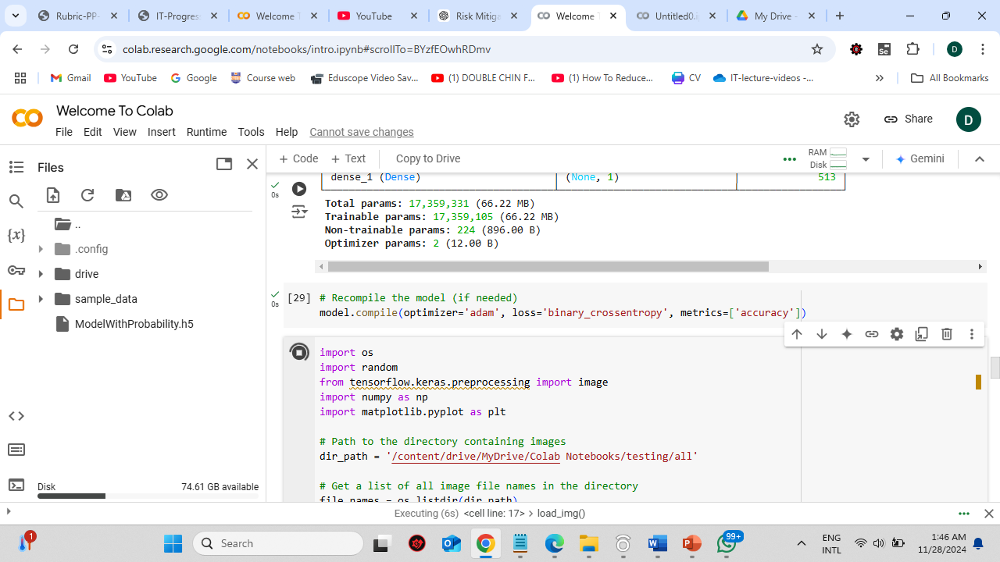 Rubric-PP-
IT-Progres
Welcome T
YouTube
Risk Mitiga
Welcome T
Untitled0.i
My Drive -
colab.research.google.com/notebooks/intro.ipynb#scrollTo=BYzfEOwhRDmv
Se
D
Gmail
YouTube
Google
Course web
Eduscope Video Sav...
(1) DOUBLE CHIN F...
(1) How To Reduce...
CV
IT-lecture-videos -...
All Bookmarks
Welcome To Colab
File Edit View Insert Runtime Tools Help Cannot save changes
Share
D
Files
+ Code + Text Copy to Drive
RAM
Disk
Gemini
..
.config
drive
sample_data
ModelWithProbability.h5
{x}
Disk 74.61 GB available
0s
dense_1 (Dense) (None, 1) 513
Total params: 17,359,331 (66.22 MB)
Trainable params: 17,359,105 (66.22 MB)
Non-trainable params: 224 (896.00 B)
Optimizer params: 2 (12.00 B)
0s
[29] # Recompile the model (if needed)
model.compile(optimizer='adam', loss='binary_crossentropy', metrics=['accuracy'])
import os
import random
from tensorflow.keras.preprocessing import image
import numpy as np
import matplotlib.pyplot as plt
# Path to the directory containing images
dir_path = '/content/drive/MyDrive/Colab Notebooks/testing/all'
# Get a list of all image file names in the directory
file_names = os.listdir(dir_path)
Executing (6s) <cell line: 17> > load_img()
1
Search
99+
ENG
INTL
1:46 AM
11/28/2024